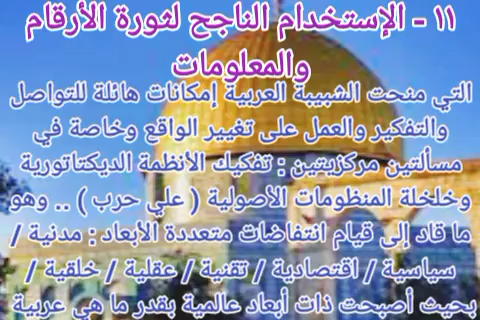 ١١ - الإستخدام الناجح لثورة الأرقام
والمعلومات
التي منحت الشبيبة العربية إمكانات هائلة للتواصل
والتفكير والعمل على تغيير الواقع وخاصة في
مسألتين مركزيتين : تفكيك الأنظمة الديكتاتورية
وخلخلة المنظومات الأصولية ( علي حرب ) .. وهو
ما قاد إلى قيام انتفاضات متعددة الأبعاد : مدنية /
سياسية / اقتصادية / تقنية / عقلية / خلقية /
بحيث أصبحت ذات أبعاد عالمية بقدر ما هي عربية